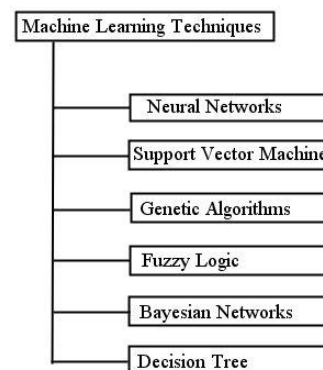 Machine Learning Techniques
Neural Networks
Support Vector Machine
Genetic Algorithms
Fuzzy Logic
Bayesian Networks
Decision Tree